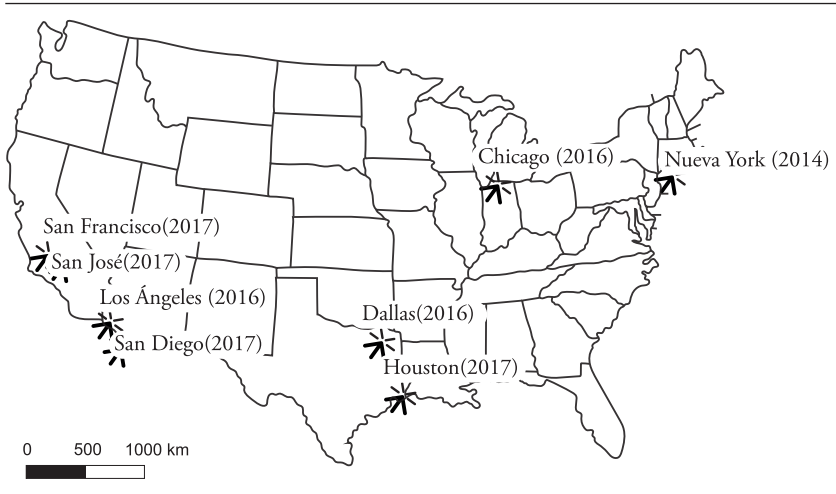 Chicago (2016)
Nueva York (2014)
San Francisco(2017)
San José(2017)
Los Ángeles (2016)
Dallas(2016)
San Diego(2017)
Houston(2017)
0 500 1000 km